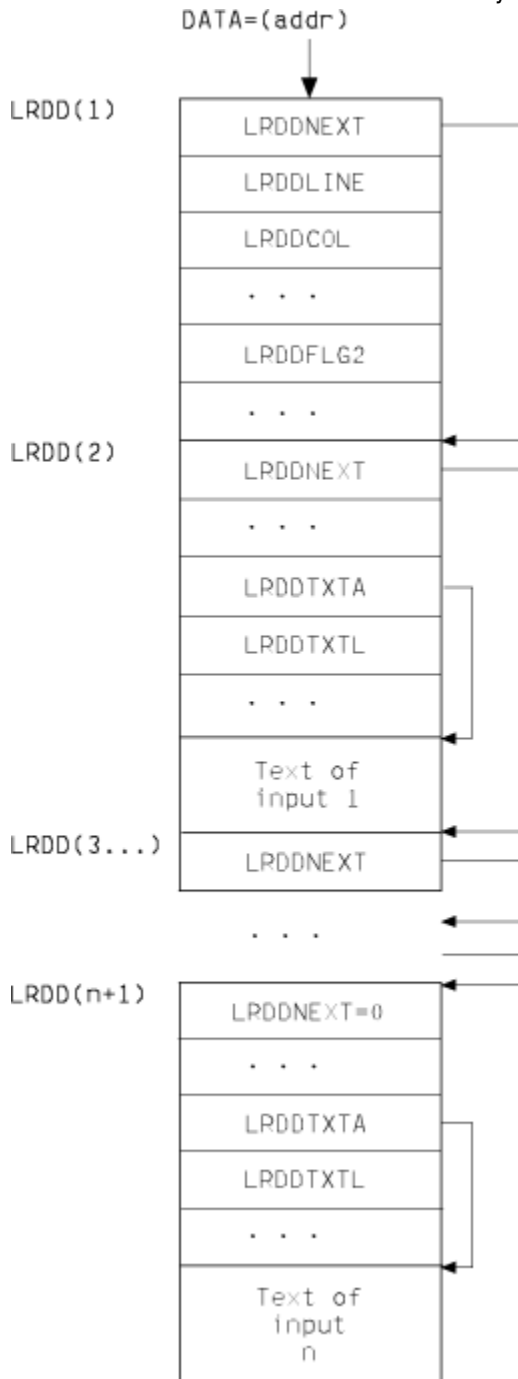 DATA=(addr)
LRDD(1)
LRDDNEXT
LRDDLINE
LRDDCOL
. . .
LRDDFLG2
. . .
LRDD(2)
LRDDNEXT
. . .
LRDDTXTA
LRDDTXTL
. . .
Text of
input 1
LRDD(3...)
LRDDNEXT
. . .
LRDD(n+1)
LRDDNEXT=0
. . .
LRDDTXTA
LRDDTXTL
. . .
Text of
input
n